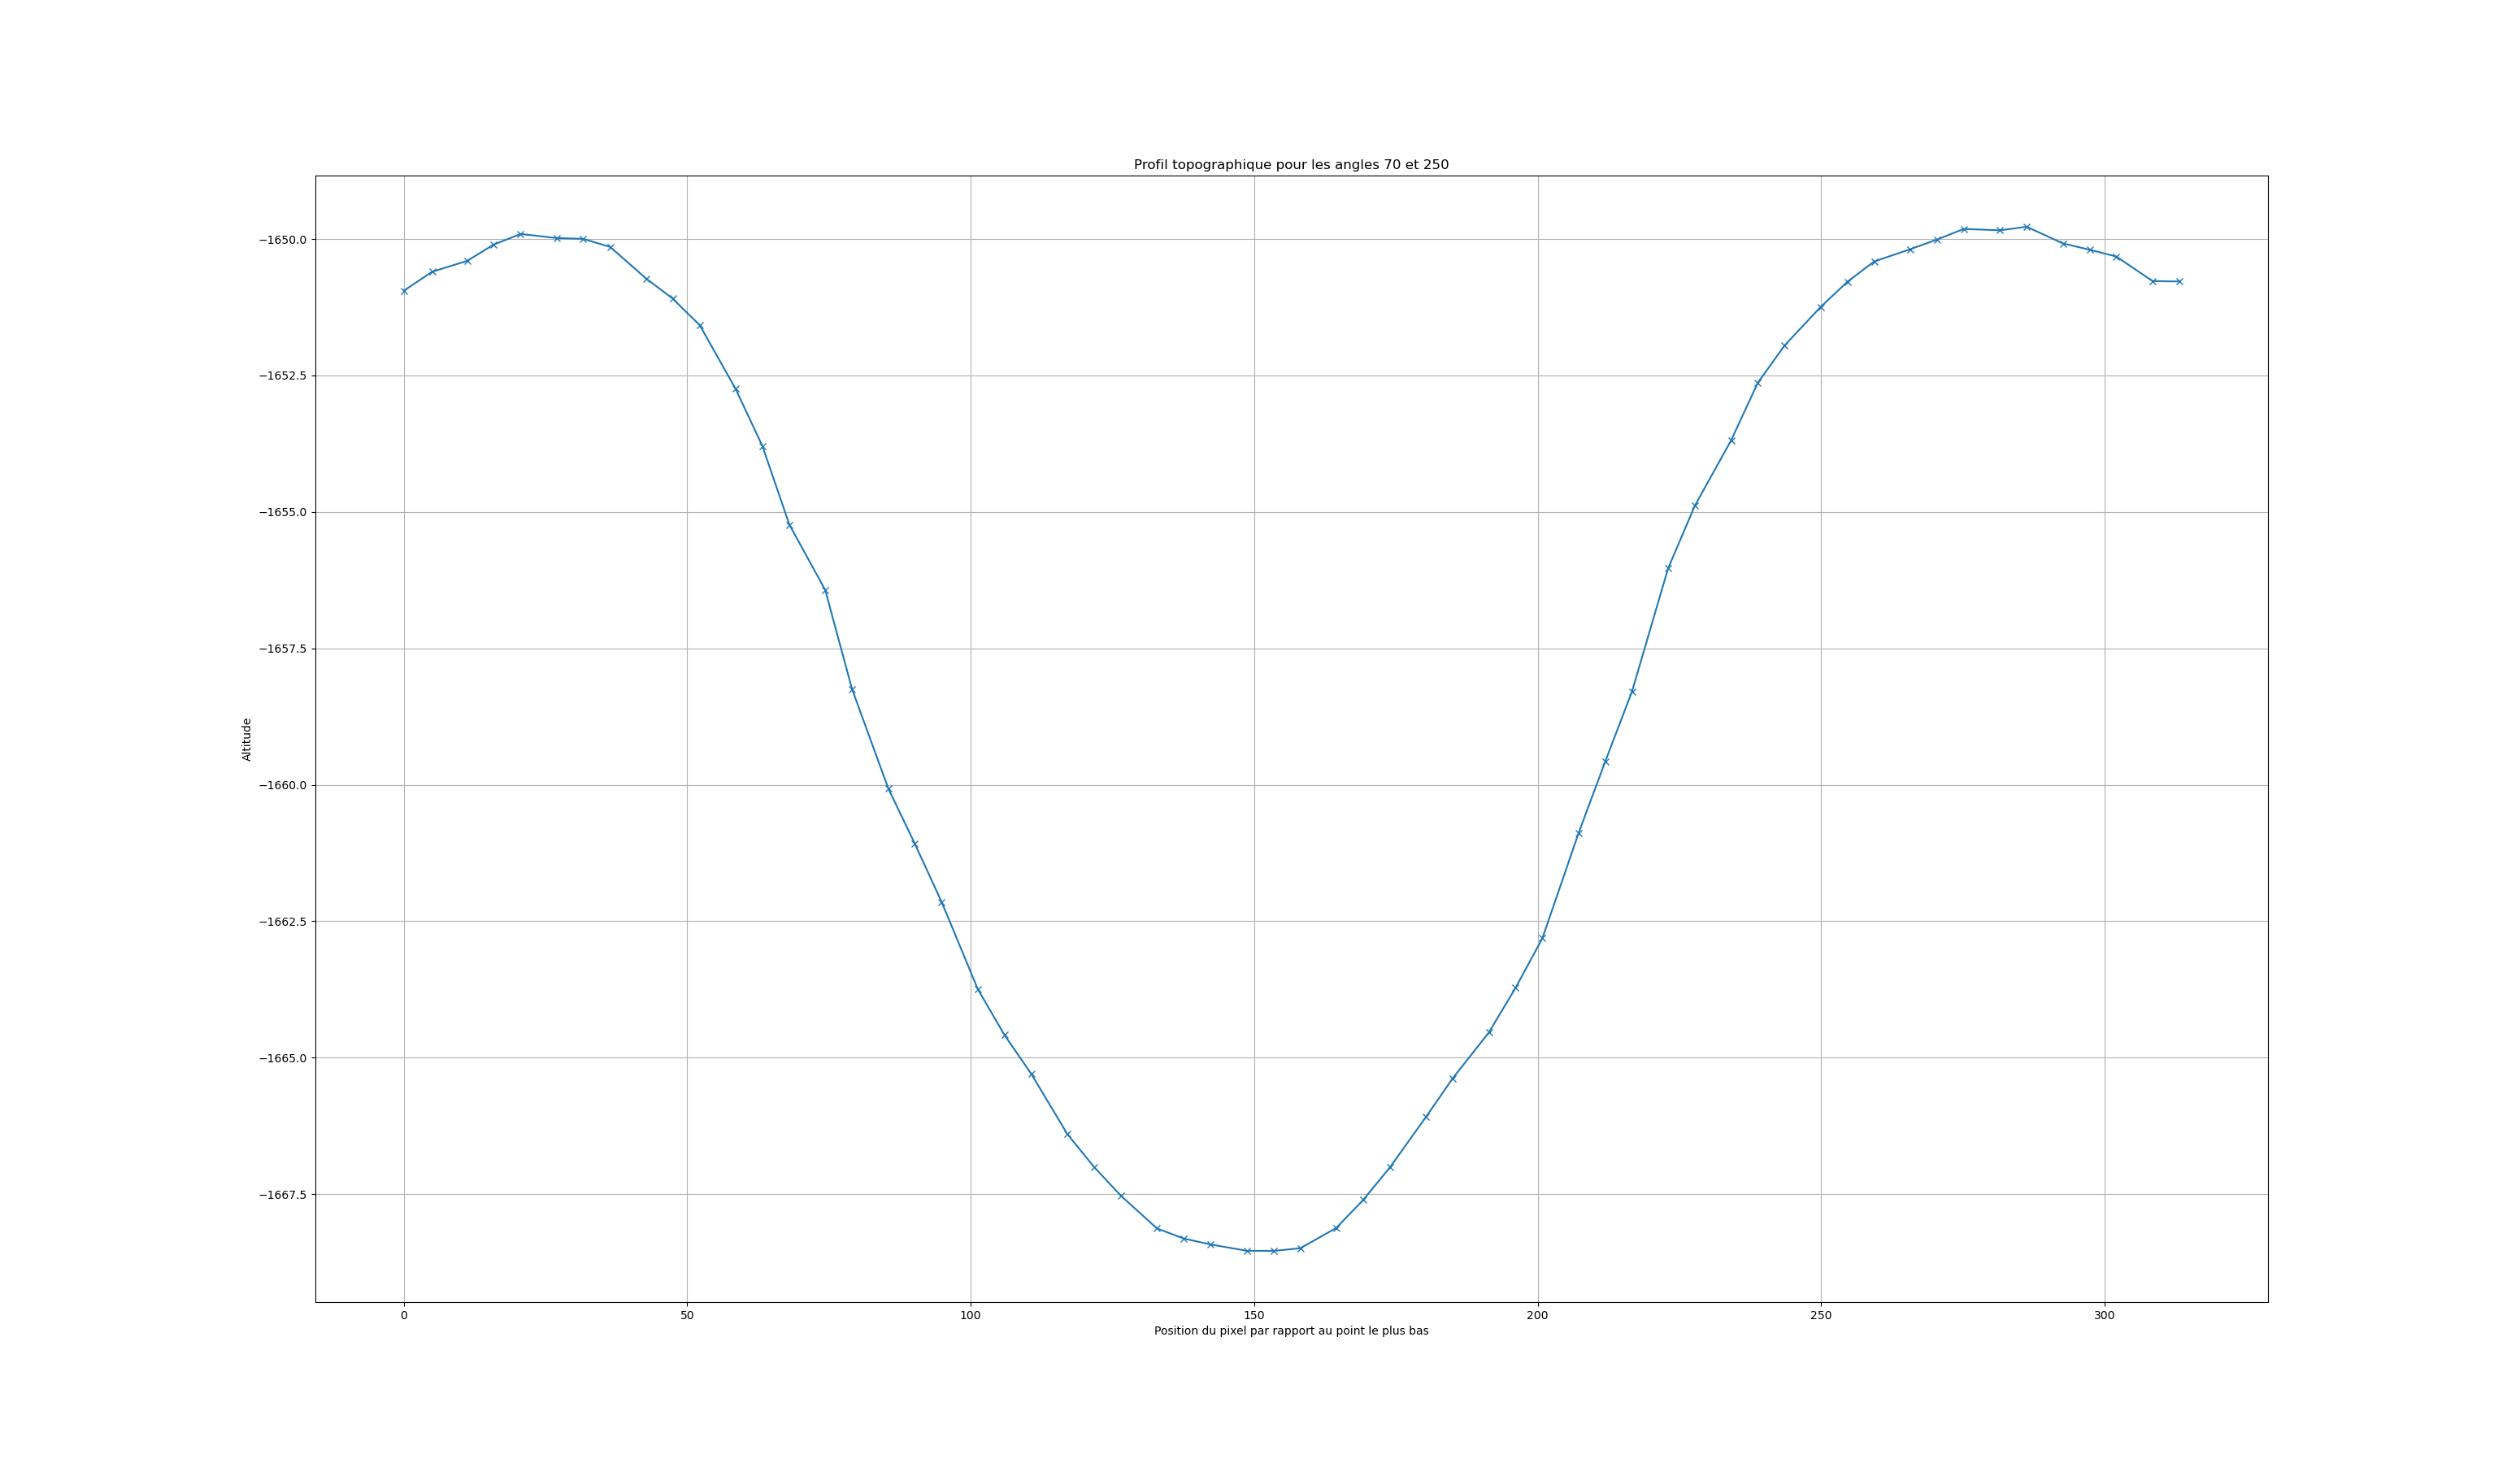 Profil topographique pour les angles 70 et 250
−1650.0
−1652.5
−1655.0
−1657.5
−1660.0
−1662.5
−1665.0
−1667.5
Altitude
0 50 100 150 200 250 300
Position du pixel par rapport au point le plus bas